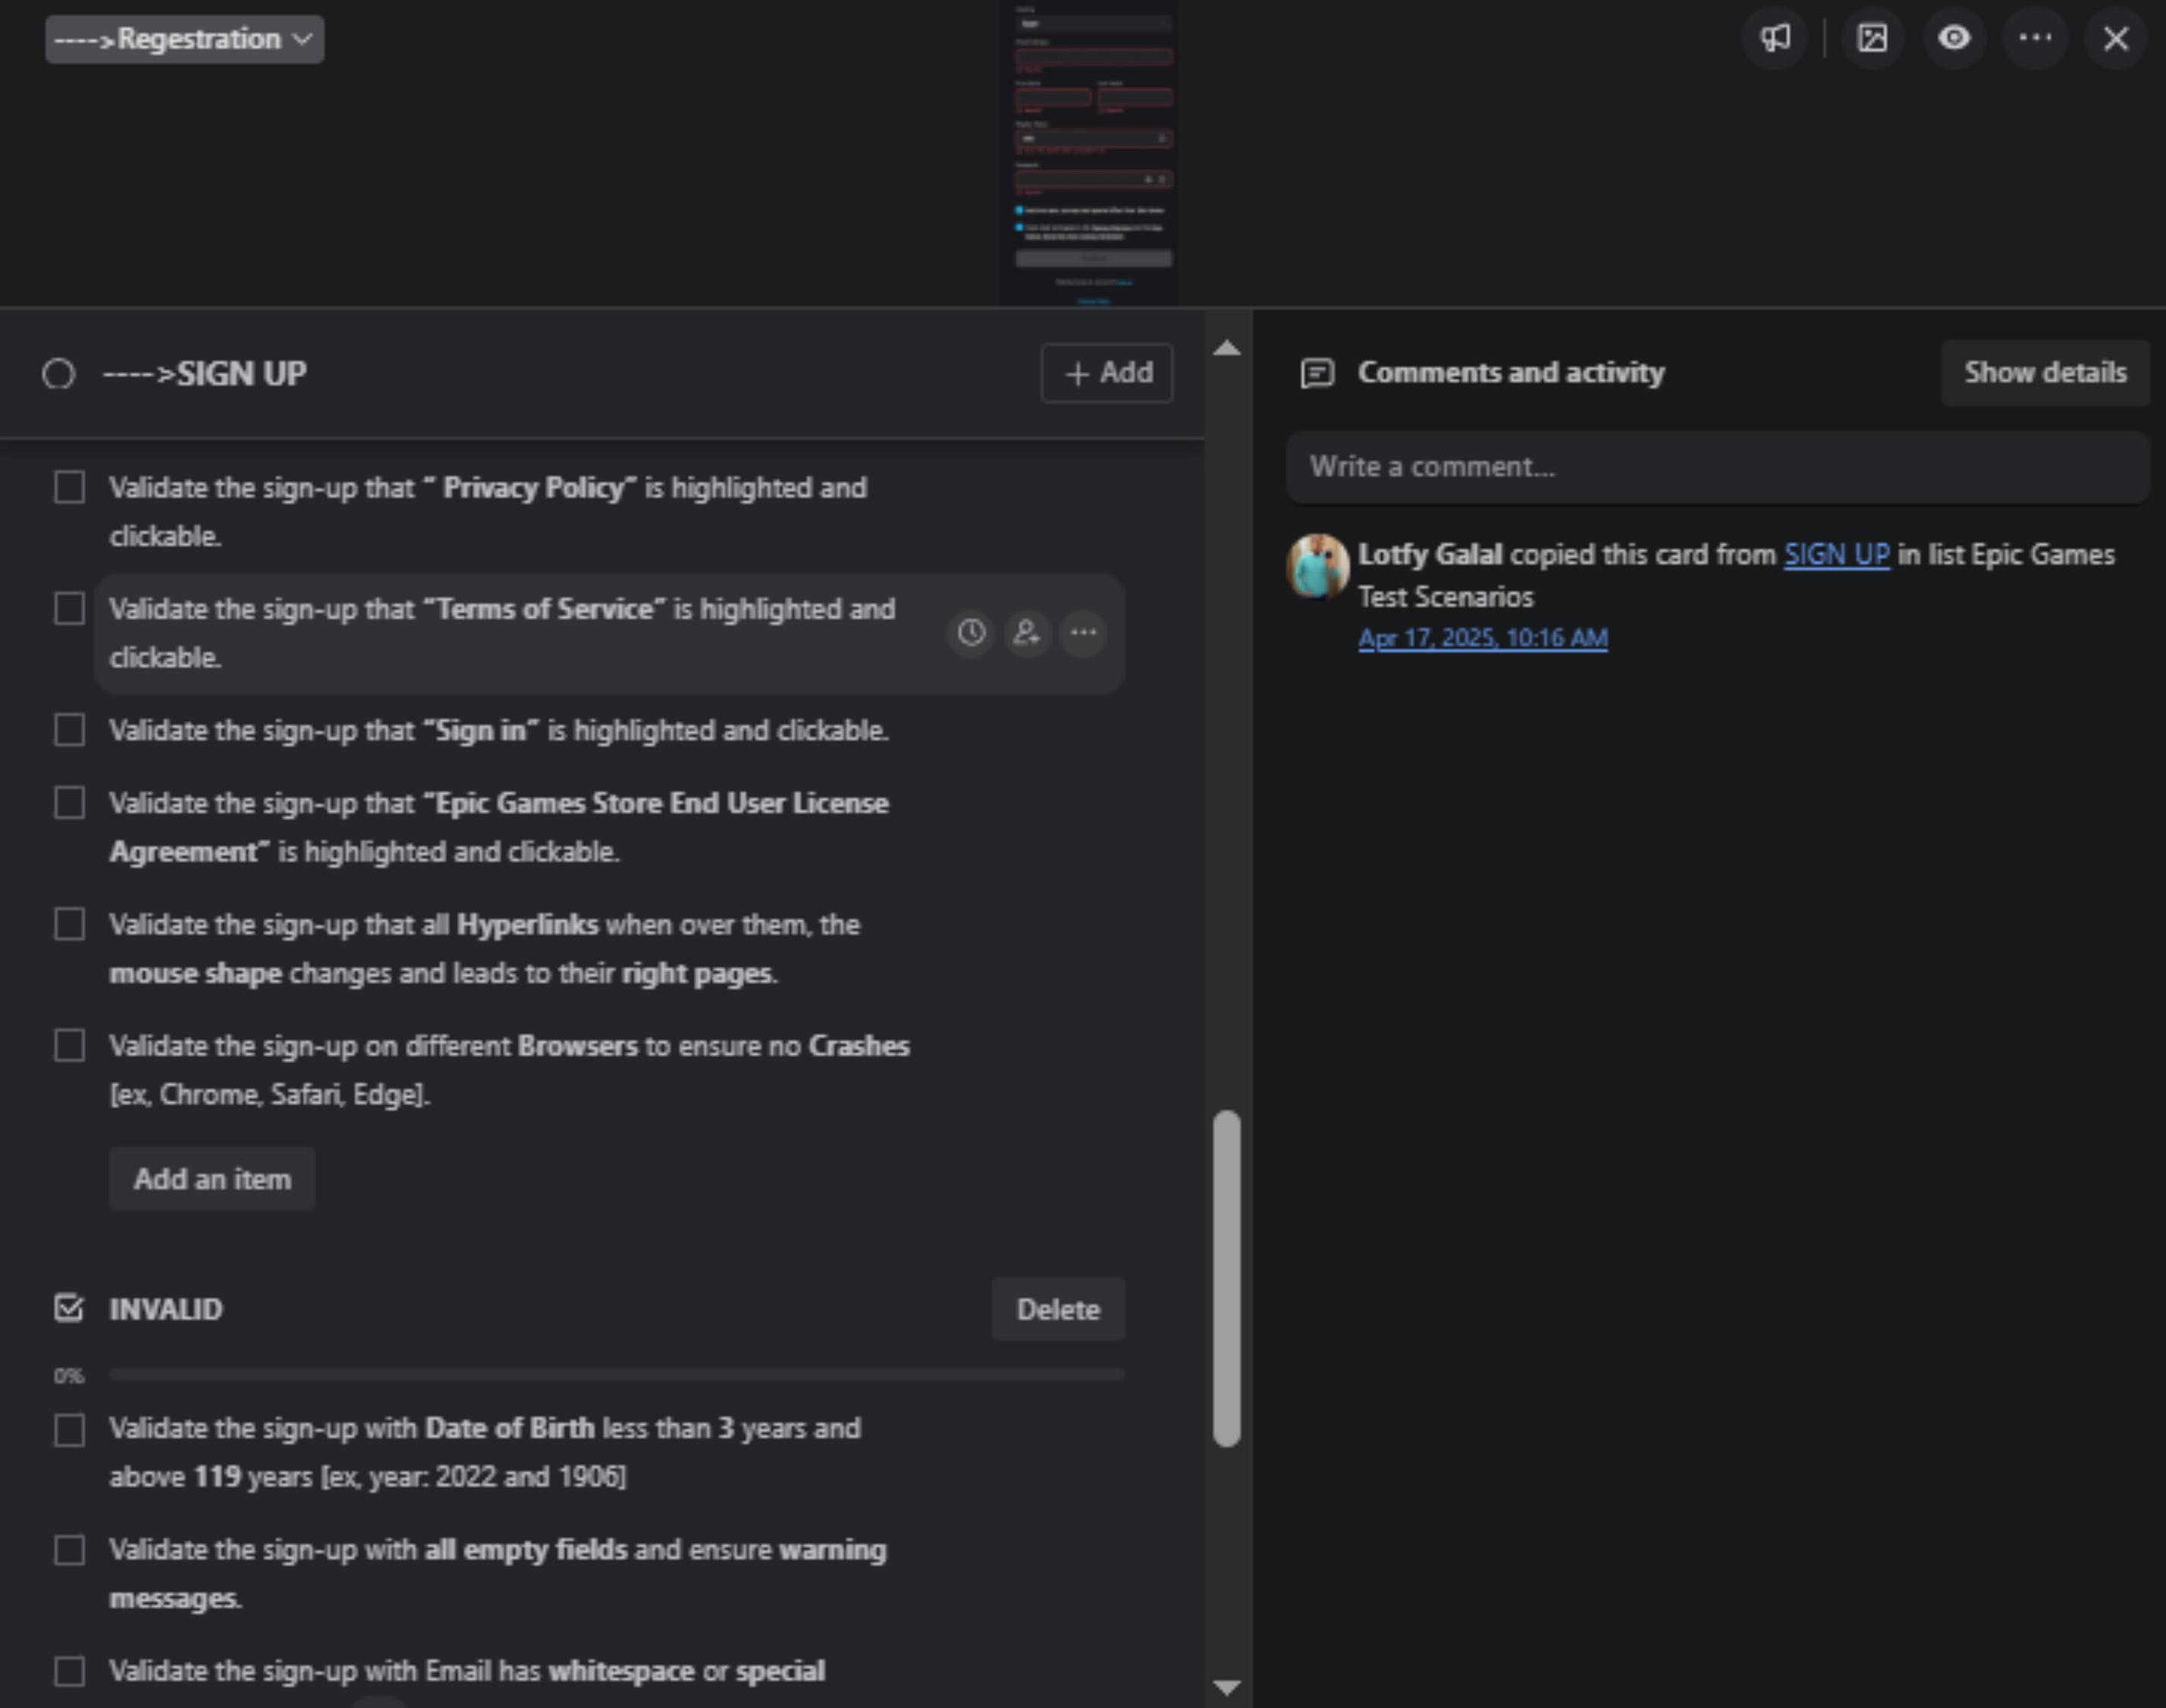 ---->Regestration
---->SIGN UP
+ Add
Validate the sign-up that “ Privacy Policy” is highlighted and
clickable.
Validate the sign-up that “Terms of Service” is highlighted and
clickable.
Validate the sign-up that “Sign in” is highlighted and clickable.
Validate the sign-up that “Epic Games Store End User License
Agreement” is highlighted and clickable.
Validate the sign-up that all Hyperlinks when over them, the
mouse shape changes and leads to their right pages.
Validate the sign-up on different Browsers to ensure no Crashes
[ex, Chrome, Safari, Edge].
Add an item
INVALID
Delete
0%
Validate the sign-up with Date of Birth less than 3 years and
above 119 years [ex, year: 2022 and 1906]
Validate the sign-up with all empty fields and ensure warning
messages.
Validate the sign-up with Email has whitespace or special
Comments and activity
Show details
Write a comment...
Lotfy Galal copied this card from SIGN UP in list Epic Games
Test Scenarios
Apr 17, 2025, 10:16 AM